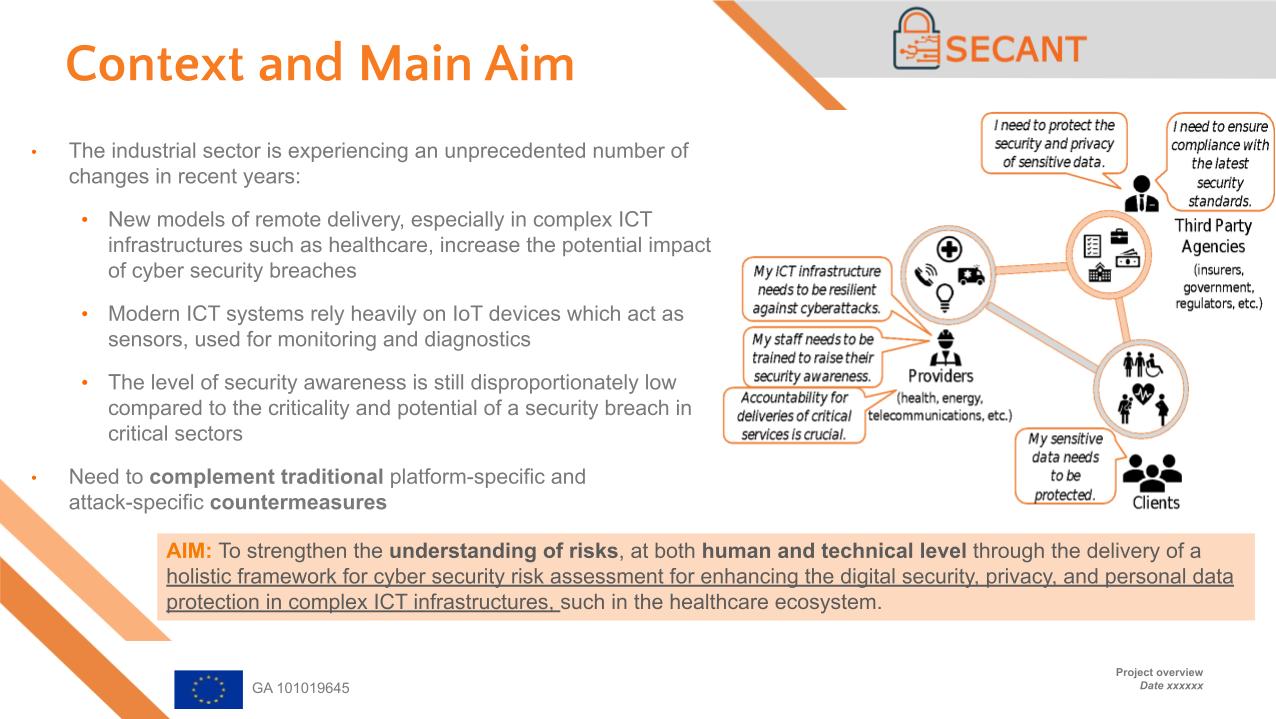 Context and Main Aim
SECANT
• The industrial sector is experiencing an unprecedented number of
changes in recent years:
• New models of remote delivery, especially in complex ICT
infrastructures such as healthcare, increase the potential impact
of cyber security breaches
• Modern ICT systems rely heavily on IoT devices which act as
sensors, used for monitoring and diagnostics
• The level of security awareness is still disproportionately low
compared to the criticality and potential of a security breach in
critical sectors
• Need to complement traditional platform-specific and
attack-specific countermeasures
I need to protect the
security and privacy
of sensitive data.
I need to ensure
compliance with
the latest
security
standards.
Third Party
Agencies
(insurers,
government,
regulators, etc.)
My ICT infrastructure
needs to be resilient
against cyberattacks.
My staff needs to be
trained to raise their
security awareness.
Accountability for
deliveries of critical
services is crucial.
Providers
(health, energy,
telecommunications, etc.)
My sensitive
data needs
to be
protected.
Clients
AIM: To strengthen the understanding of risks, at both human and technical level through the delivery of a
holistic framework for cyber security risk assessment for enhancing the digital security, privacy, and personal data
protection in complex ICT infrastructures, such in the healthcare ecosystem.
GA 101019645
Project overview
Date xxxxxx